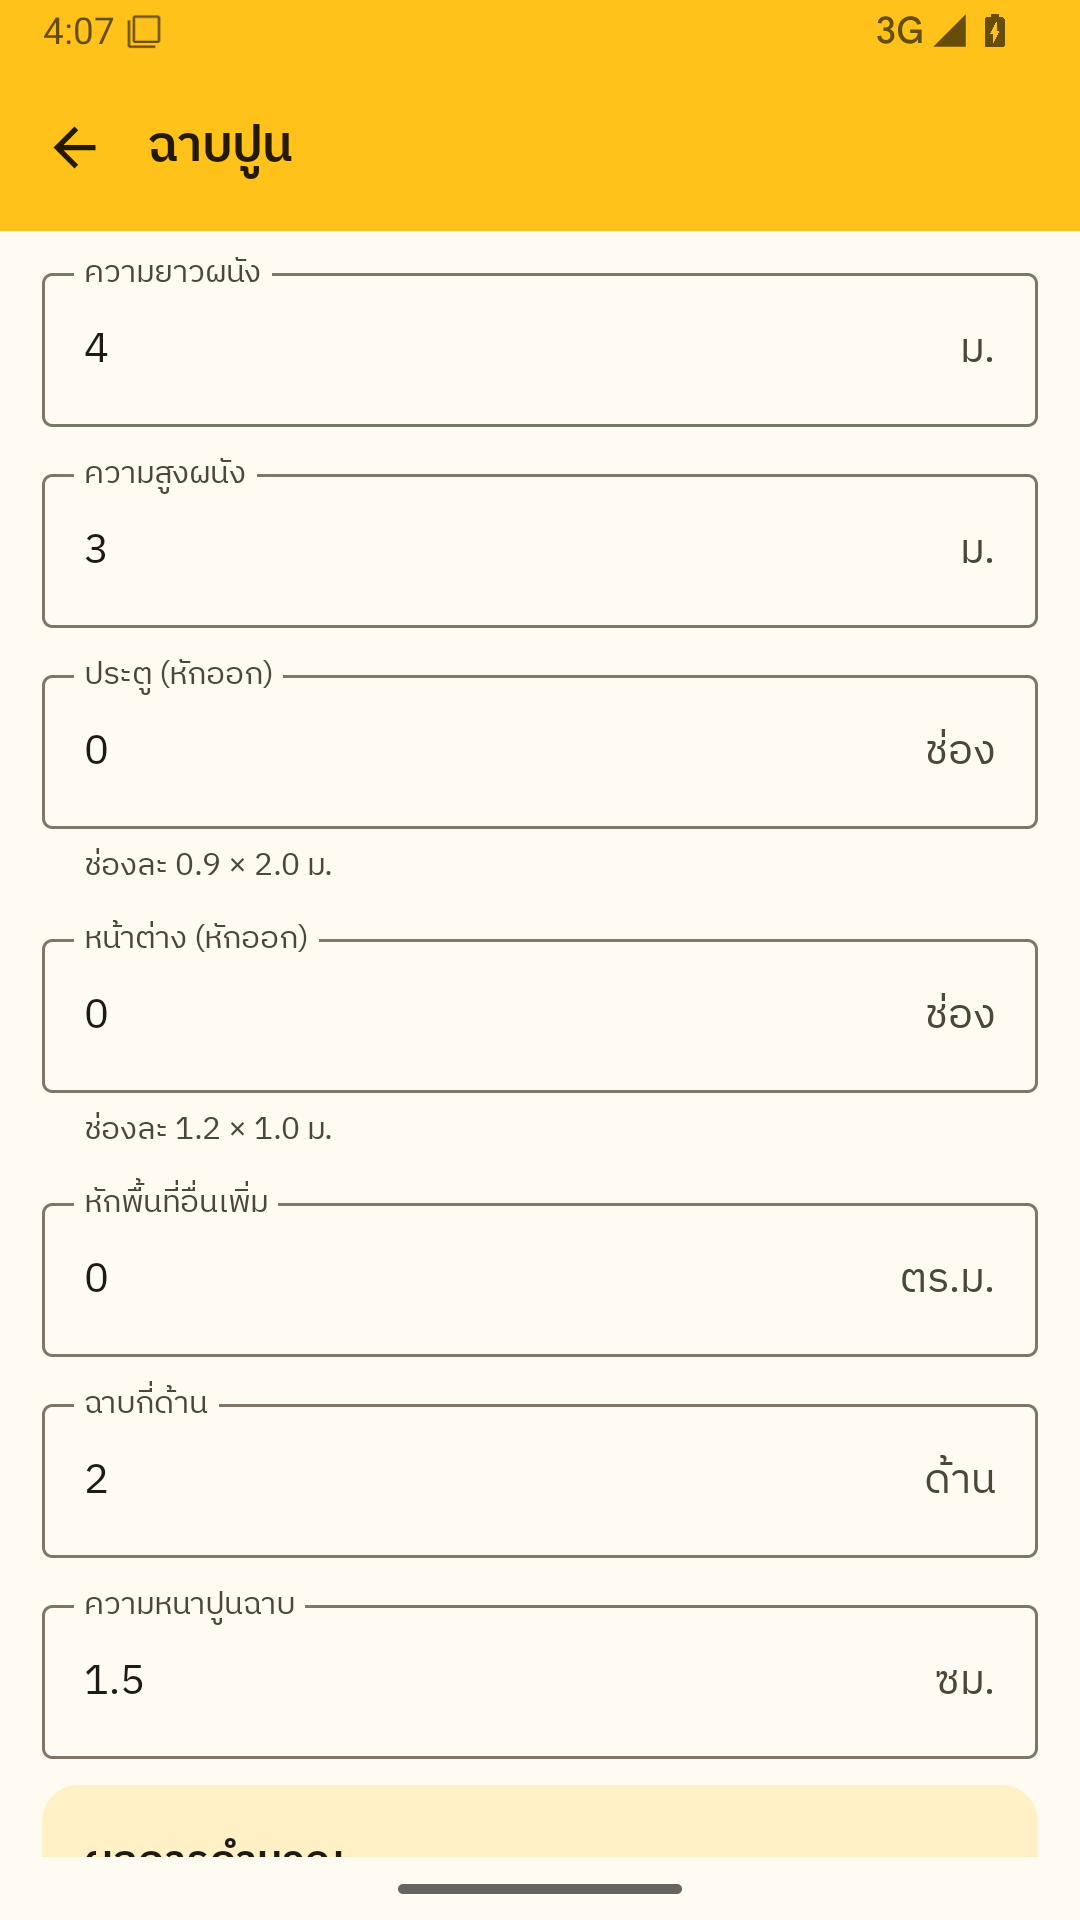 4:07 3G
ฉาบปูน
ความยาวผนัง
4 ม.
ความสูงผนัง
3 ม.
ประตู (หักออก)
0 ช่อง
ช่องละ 0.9 × 2.0 ม.
หน้าต่าง (หักออก)
0 ช่อง
ช่องละ 1.2 × 1.0 ม.
หักพื้นที่อื่นเพิ่ม
0 ตร.ม.
ฉาบกี่ด้าน
2 ด้าน
ความหนาปูนฉาบ
1.5 ซม.